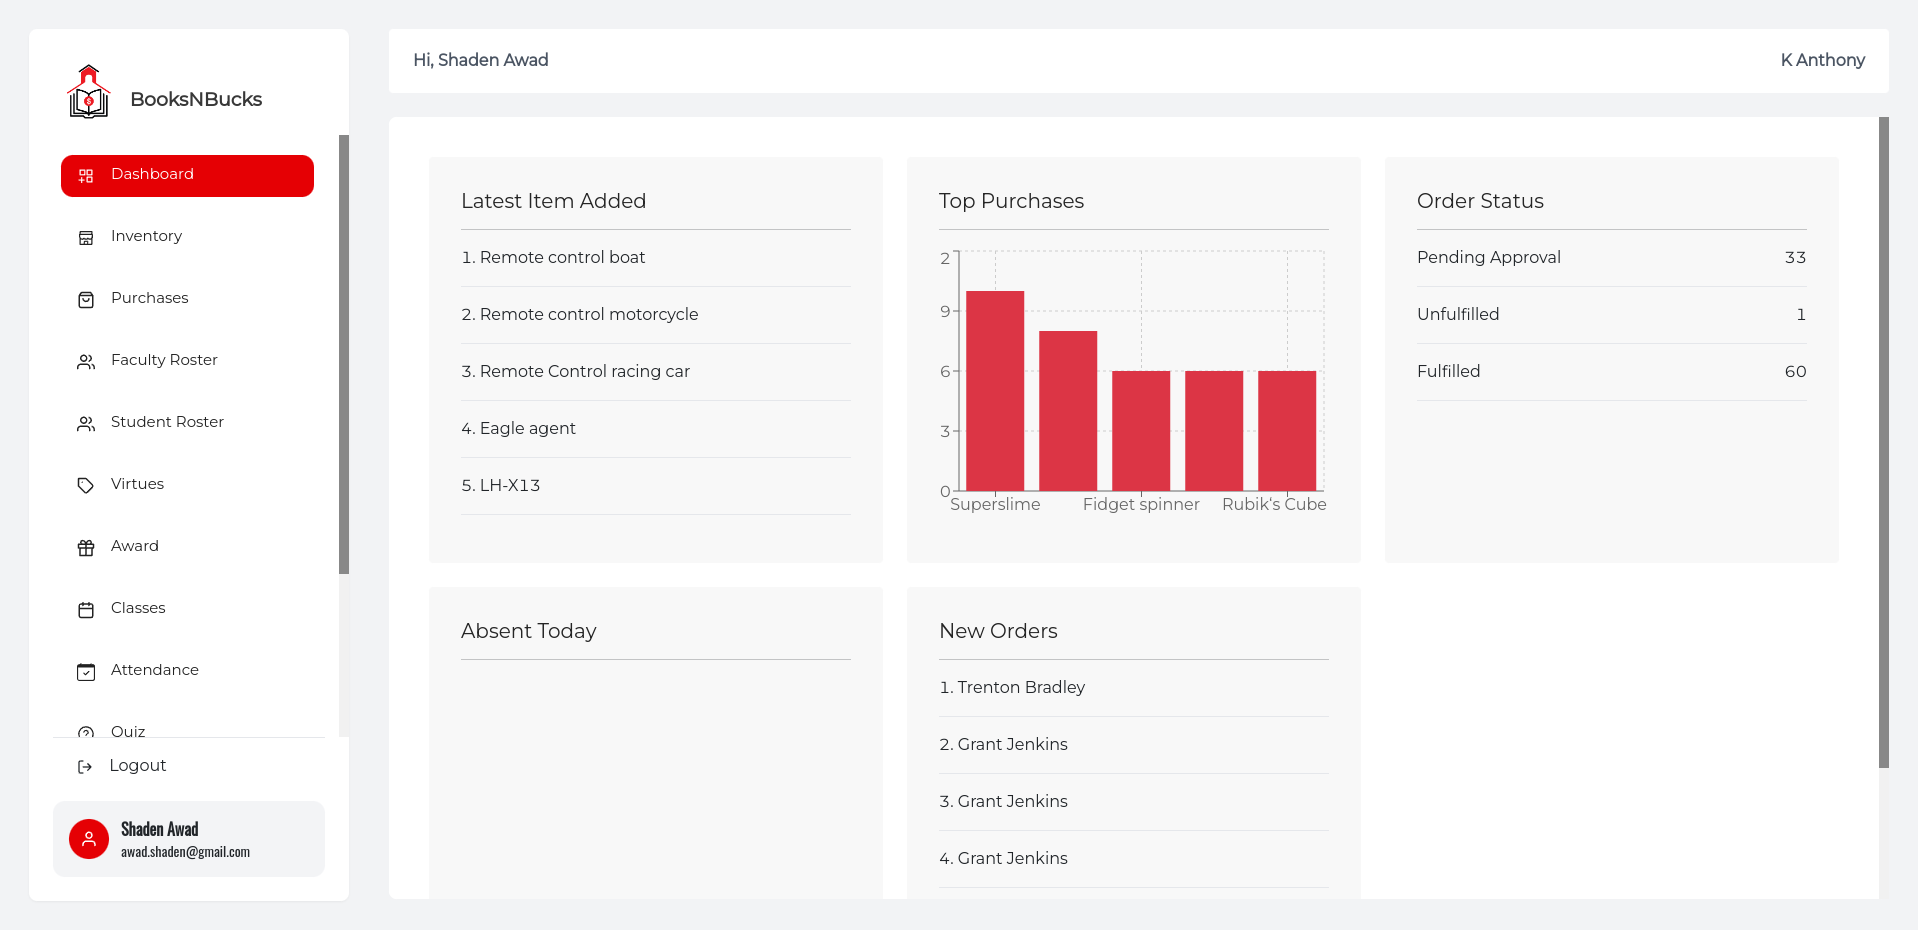 BooksNBucks
Dashboard
Inventory
Purchases
Faculty Roster
Student Roster
Virtues
Award
Classes
Attendance
Quiz
Logout
Shaden Awad
awad.shaden@gmail.com
Hi, Shaden Awad
K Anthony
Latest Item Added
1. Remote control boat
2. Remote control motorcycle
3. Remote Control racing car
4. Eagle agent
5. LH-X13
Top Purchases
2
9
6
3
0
Superslime Fidget spinner Rubik‘s Cube
Order Status
Pending Approval 33
Unfulfilled 1
Fulfilled 60
Absent Today
New Orders
1. Trenton Bradley
2. Grant Jenkins
3. Grant Jenkins
4. Grant Jenkins